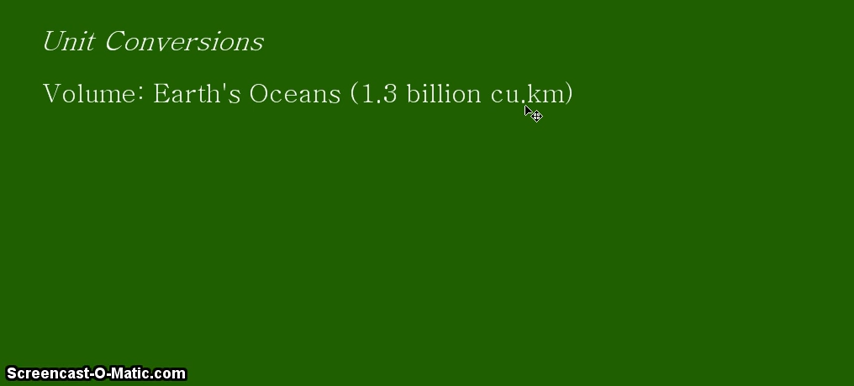 Unit Conversions
Volume: Earth's Oceans (1.3 billion cu.km)
Screencast-O-Matic.com